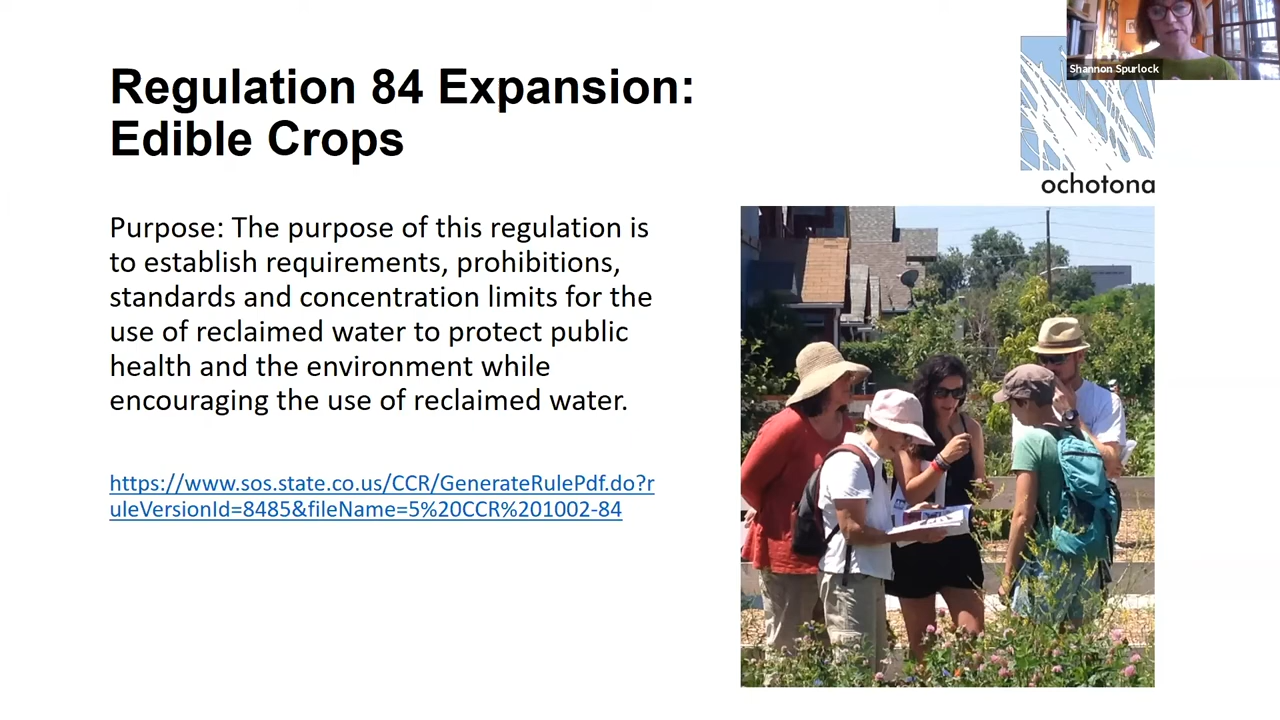 Shannon Spurlock
Regulation 84 Expansion:
Edible Crops
ochotona
Purpose: The purpose of this regulation is
to establish requirements, prohibitions,
standards and concentration limits for the
use of reclaimed water to protect public
health and the environment while
encouraging the use of reclaimed water.
https://www.sos.state.co.us/CCR/GenerateRulePdf.do?r
uleVersionId=8485&fileName=5%20CCR%201002-84